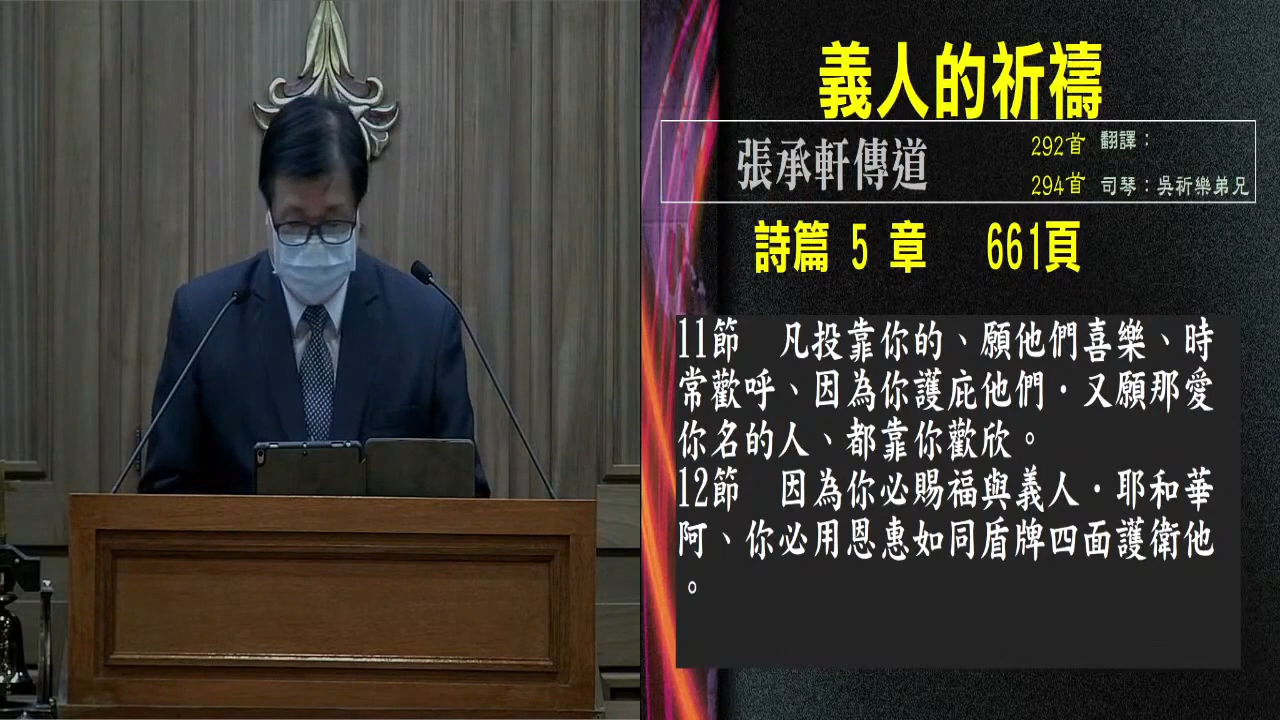 義人的祈禱
張承軒傳道
292首
翻譯：
294首
司琴：吳祈樂弟兄
詩篇 5 章 661頁
11節　凡投靠你的、願他們喜樂、時
常歡呼、因為你護庇他們．又願那愛
你名的人、都靠你歡欣。
12節　因為你必賜福與義人．耶和華
阿、你必用恩惠如同盾牌四面護衛他
。